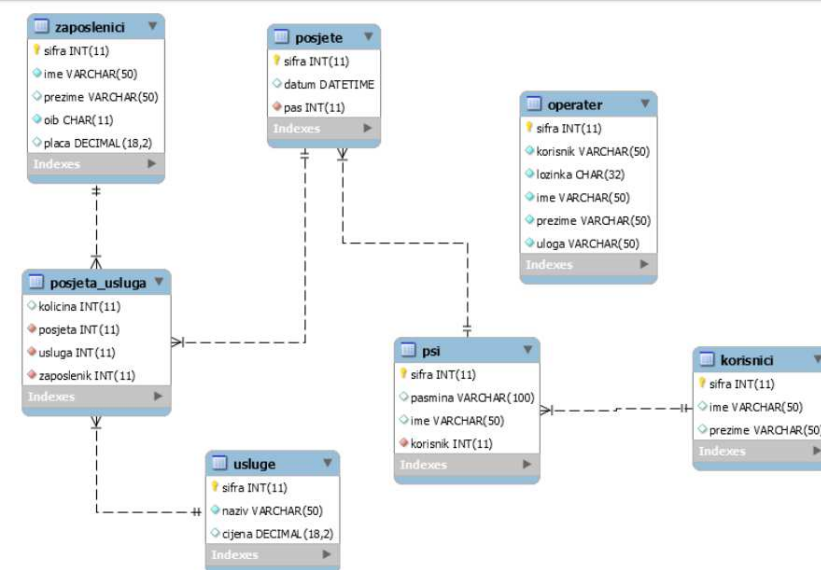 zaposlenici
sifra INT(11)
ime VARCHAR(50)
prezime VARCHAR(50)
oib CHAR(11)
placa DECIMAL(18,2)
Indexes
posjete
sifra INT(11)
datum DATETIME
pas INT(11)
Indexes
operater
sifra INT(11)
korisnik VARCHAR(50)
lozinka CHAR(32)
ime VARCHAR(50)
prezime VARCHAR(50)
uloga VARCHAR(50)
Indexes
posjeta_usluga
kolicina INT(11)
posjeta INT(11)
usluga INT(11)
zaposlenik INT(11)
Indexes
psi
sifra INT(11)
pasmina VARCHAR(100)
ime VARCHAR(50)
korisnik INT(11)
Indexes
korisnici
sifra INT(11)
ime VARCHAR(50)
prezime VARCHAR(50)
Indexes
usluge
sifra INT(11)
naziv VARCHAR(50)
cijena DECIMAL(18,2)
Indexes